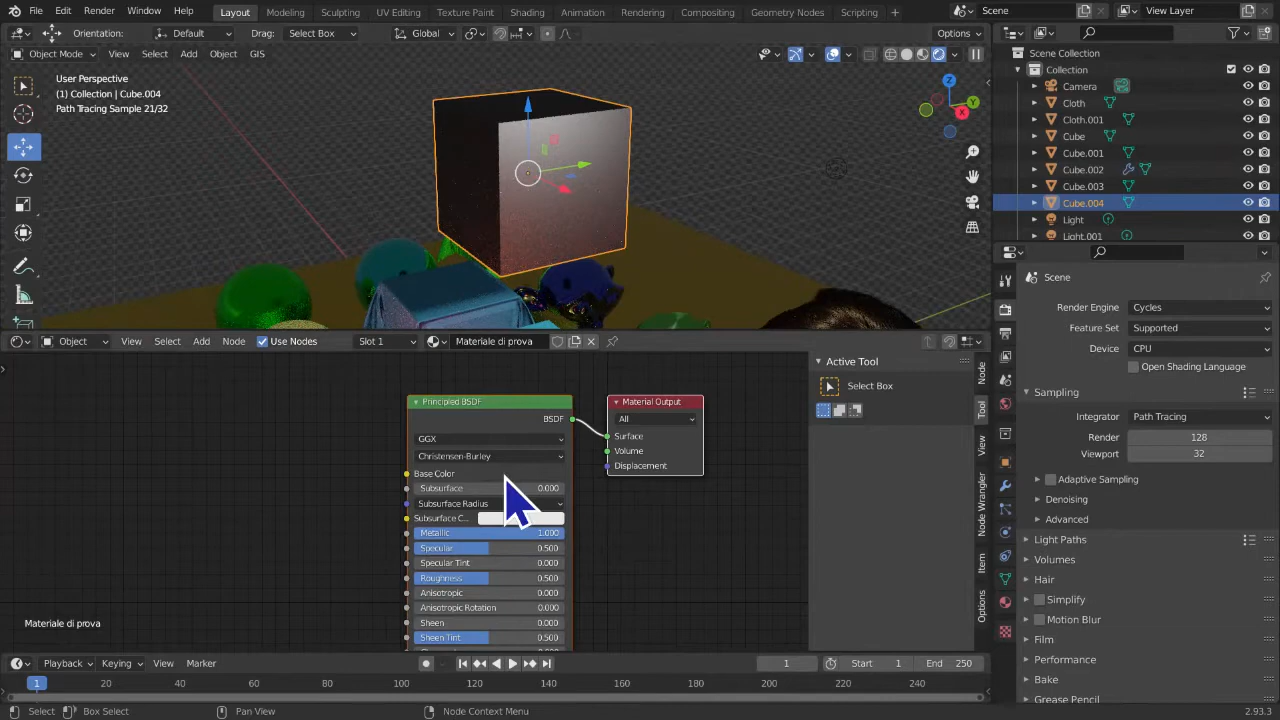 File Edit Render Window Help Layout Modeling Sculpting UV Editing Texture Paint Shading Animation Rendering Compositing Geometry Nodes Scripting + Scene View Layer
Orientation: Default Drag: Select Box Global Options
Object Mode View Select Add Object GIS
User Perspective
(1) Collection | Cube.004
Path Tracing Sample 21/32
Z
Y
X
Scene Collection
Collection
Camera
Cloth
Cloth.001
Cube
Cube.001
Cube.002
Cube.003
Cube.004
Light
Light.001
Scene
Render Engine Cycles
Feature Set Supported
Device CPU
Open Shading Language
Sampling
Integrator Path Tracing
Render 128
Viewport 32
Adaptive Sampling
Denoising
Advanced
Light Paths
Volumes
Hair
Simplify
Motion Blur
Film
Performance
Bake
Grease Pencil
Object View Select Add Node Use Nodes Slot 1 Materiale di prova
Principled BSDF
BSDF
GGX
Christensen-Burley
Base Color
Subsurface 0.000
Subsurface Radius
Subsurface C...
Metallic 1.000
Specular 0.500
Specular Tint 0.000
Roughness 0.500
Anisotropic 0.000
Anisotropic Rotation 0.000
Sheen 0.000
Sheen Tint 0.500
Material Output
All
Surface
Volume
Displacement
Active Tool
Select Box
Node
Tool
View
Node Wrangler
Item
Options
Materiale di prova
Playback Keying View Marker 1 Start 1 End 250
1 20 40 60 80 100 120 140 160 180 200 220 240
Select Box Select Pan View Node Context Menu 2.93.3